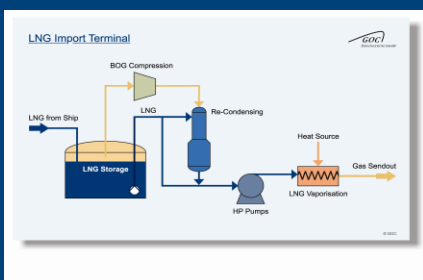 LNG Import Terminal
GOC
BOG Compression
LNG from Ship
LNG
Re-Condensing
Heat Source
LNG Storage
Gas Sendout
LNG Vaporisation
HP Pumps